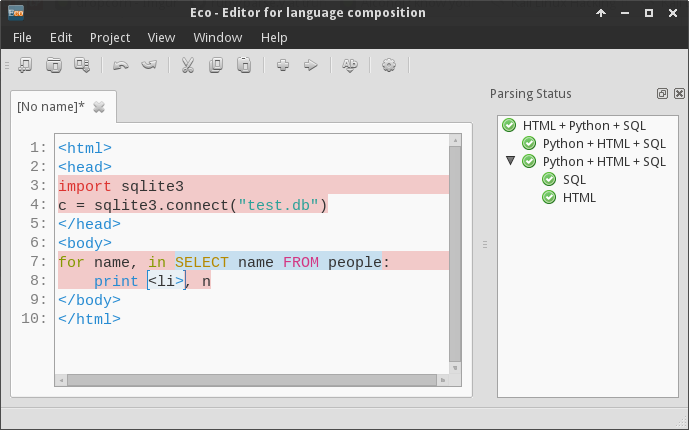 Eco - Editor for language composition
File Edit Project View Window Help
[No name]*
1: <html>
2: <head>
3: import sqlite3
4: c = sqlite3.connect("test.db")
5: </head>
6: <body>
7: for name, in SELECT name FROM people:
8:     print <li>, n
9: </body>
10: </html>
Parsing Status
HTML + Python + SQL
Python + HTML + SQL
Python + HTML + SQL
SQL
HTML